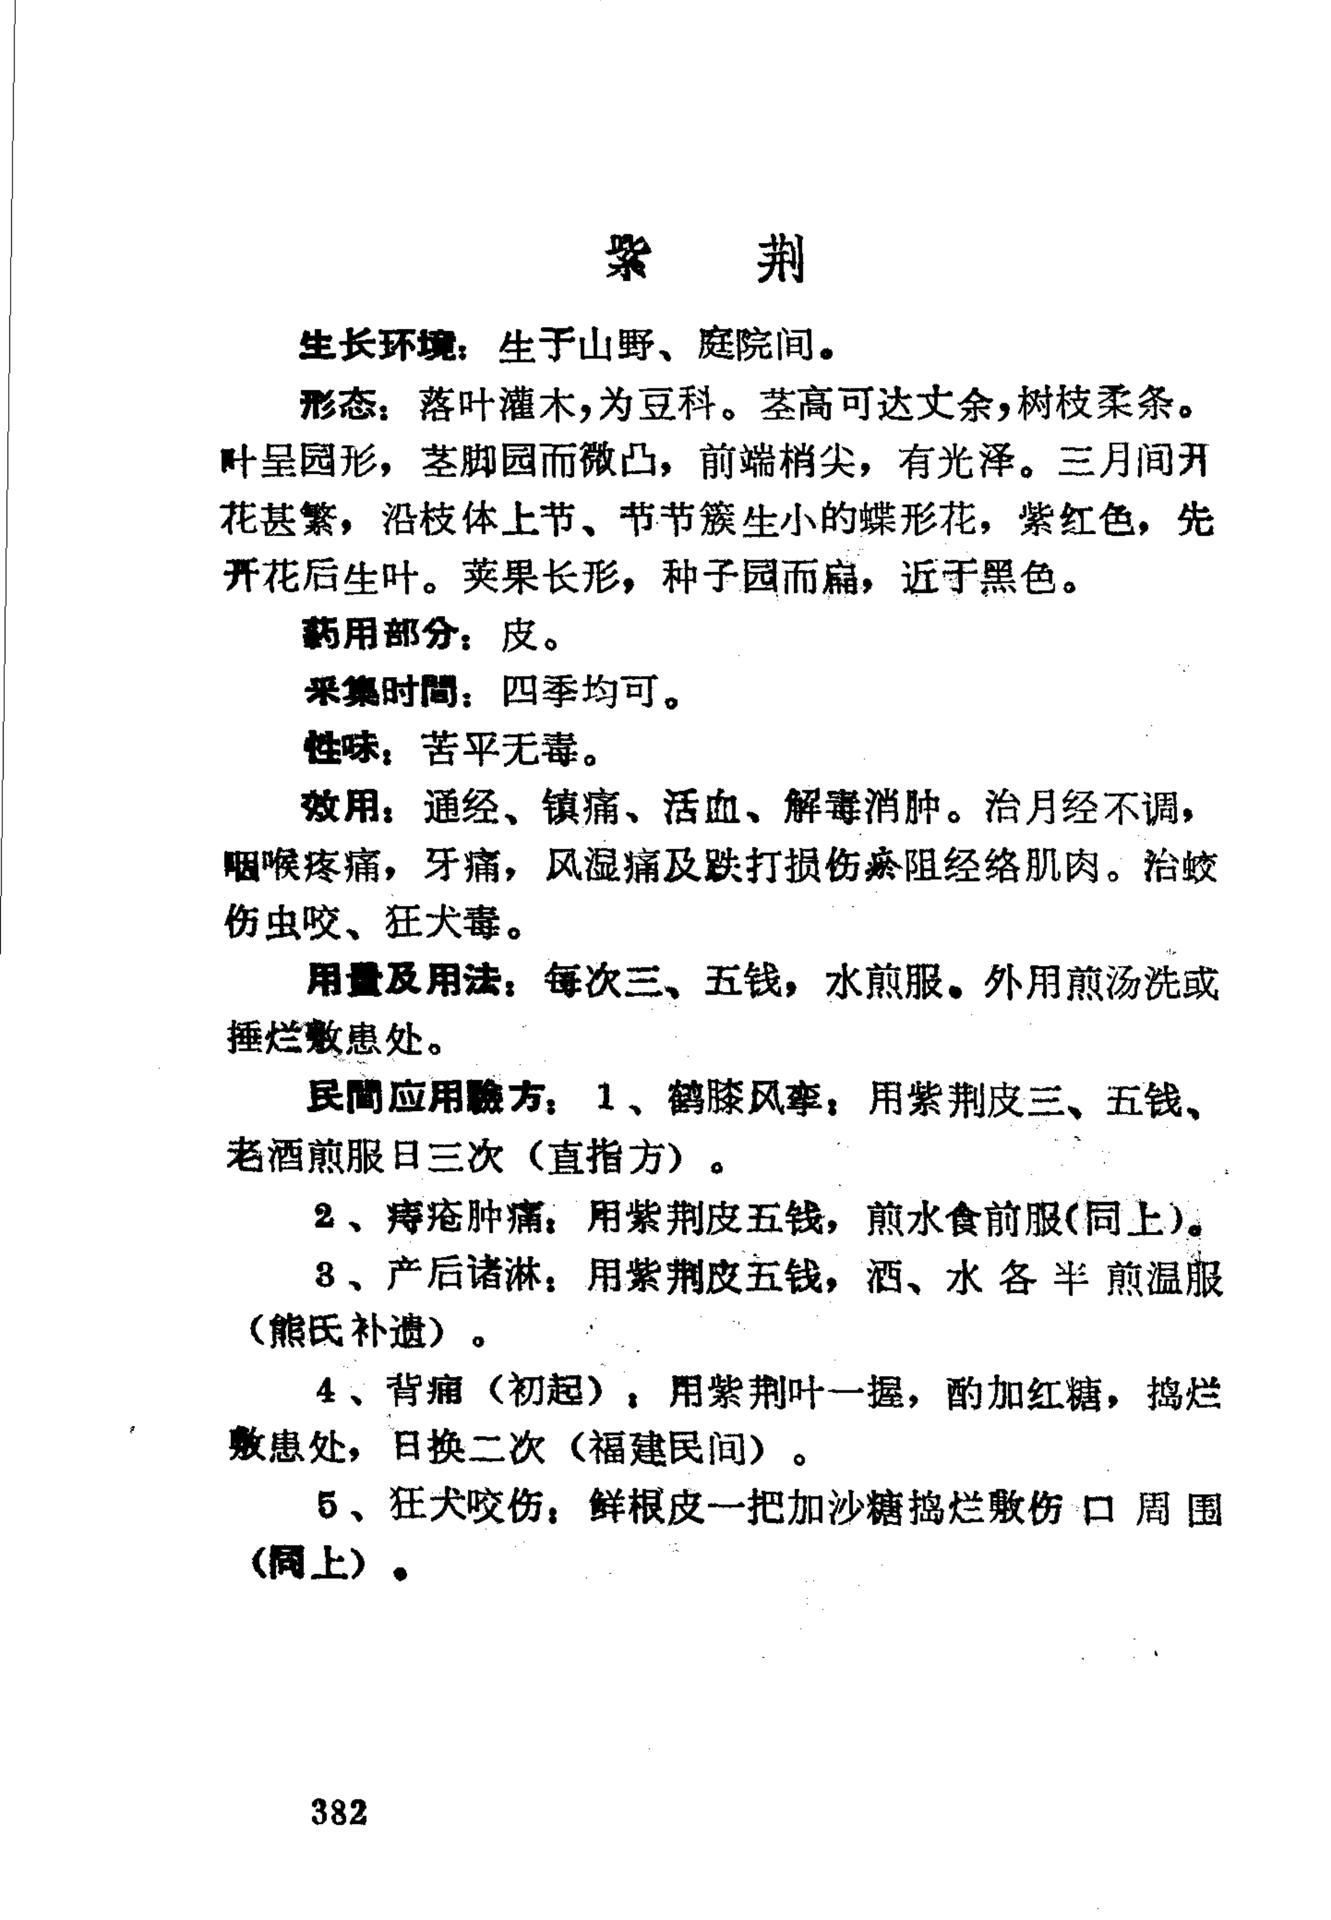 紫 荆
生长环境：生于山野、庭院间。
形态：落叶灌木，为豆科。茎高可达丈余，树枝柔条。
叶呈园形，茎脚园而微凸，前端梢尖，有光泽。三月间开
花甚繁，沿枝体上节、节节簇生小的蝶形花，紫红色，先
开花后生叶。荚果长形，种子园而扁，近于黑色。
药用部分：皮。
采集时間：四季均可。
性味：苦平无毒。
效用：通经、镇痛、活血、解毒消肿。治月经不调，
咽喉疼痛，牙痛，风湿痛及跌打损伤瘀阻经络肌肉。治蛟
伤虫咬、狂犬毒。
用量及用法：每次三、五钱，水煎服。外用煎汤洗或
捶烂敷患处。
民間应用驗方：1、鹤膝风挛：用紫荆皮三、五钱、
老酒煎服日三次（直指方）。
2、痔疮肿痛：用紫荆皮五钱，煎水食前服(同上)。
3、产后诸淋：用紫荆皮五钱，洒、水各半煎温服
（熊氏补遗）。
4、背痈（初起）：用紫荆叶一握，酌加红糖，捣烂
敷患处，日换二次（福建民间）。
5、狂犬咬伤：鲜根皮一把加沙糖捣烂敷伤口周围
（同上）。
382